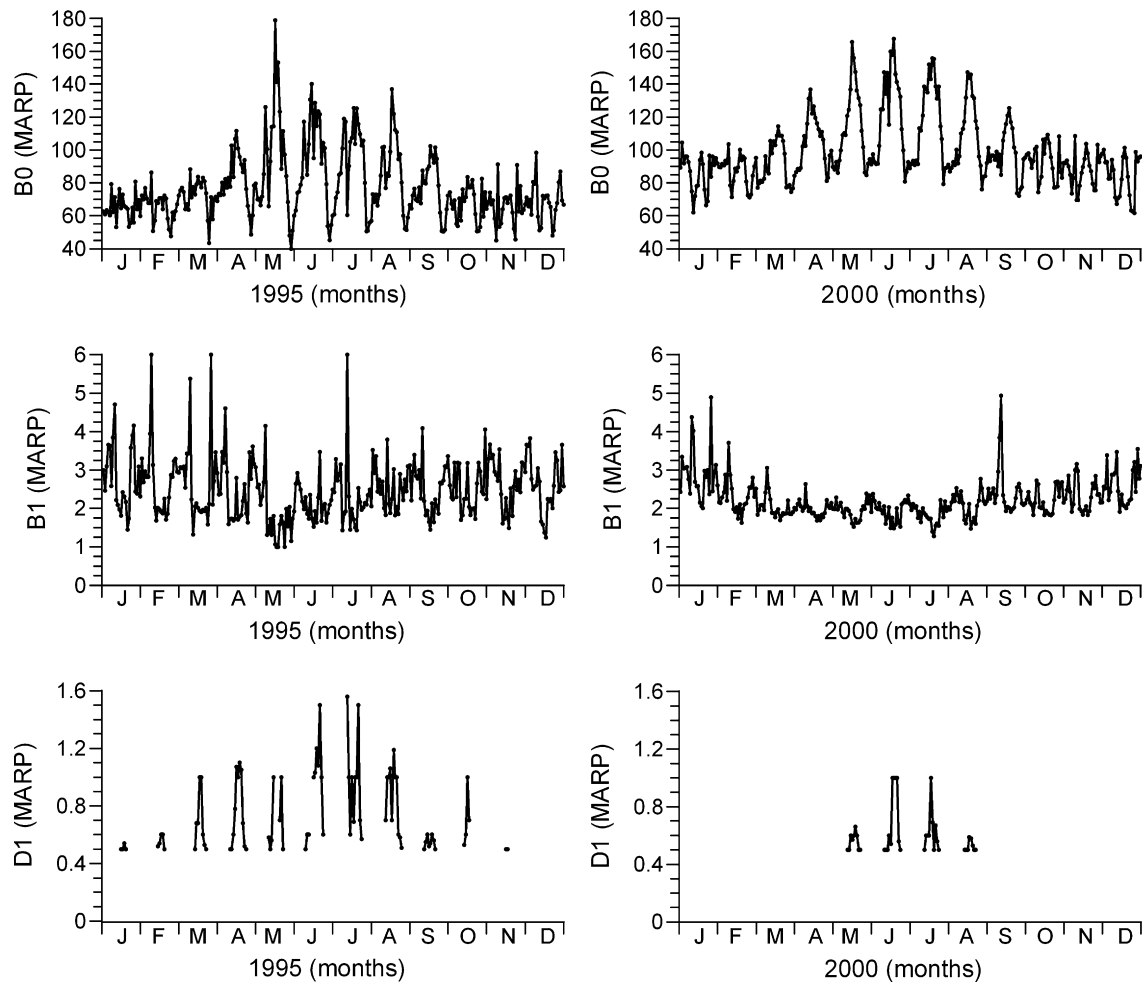 180
160
140
120
100
80
60
40
B0 (MARP)
J F M A M J J A S O N D
1995 (months)
180
160
140
120
100
80
60
40
B0 (MARP)
J F M A M J J A S O N D
2000 (months)
6
5
4
3
2
1
0
B1 (MARP)
J F M A M J J A S O N D
1995 (months)
6
5
4
3
2
1
0
B1 (MARP)
J F M A M J J A S O N D
2000 (months)
1.6
1.2
0.8
0.4
0
D1 (MARP)
J F M A M J J A S O N D
1995 (months)
1.6
1.2
0.8
0.4
0
D1 (MARP)
J F M A M J J A S O N D
2000 (months)